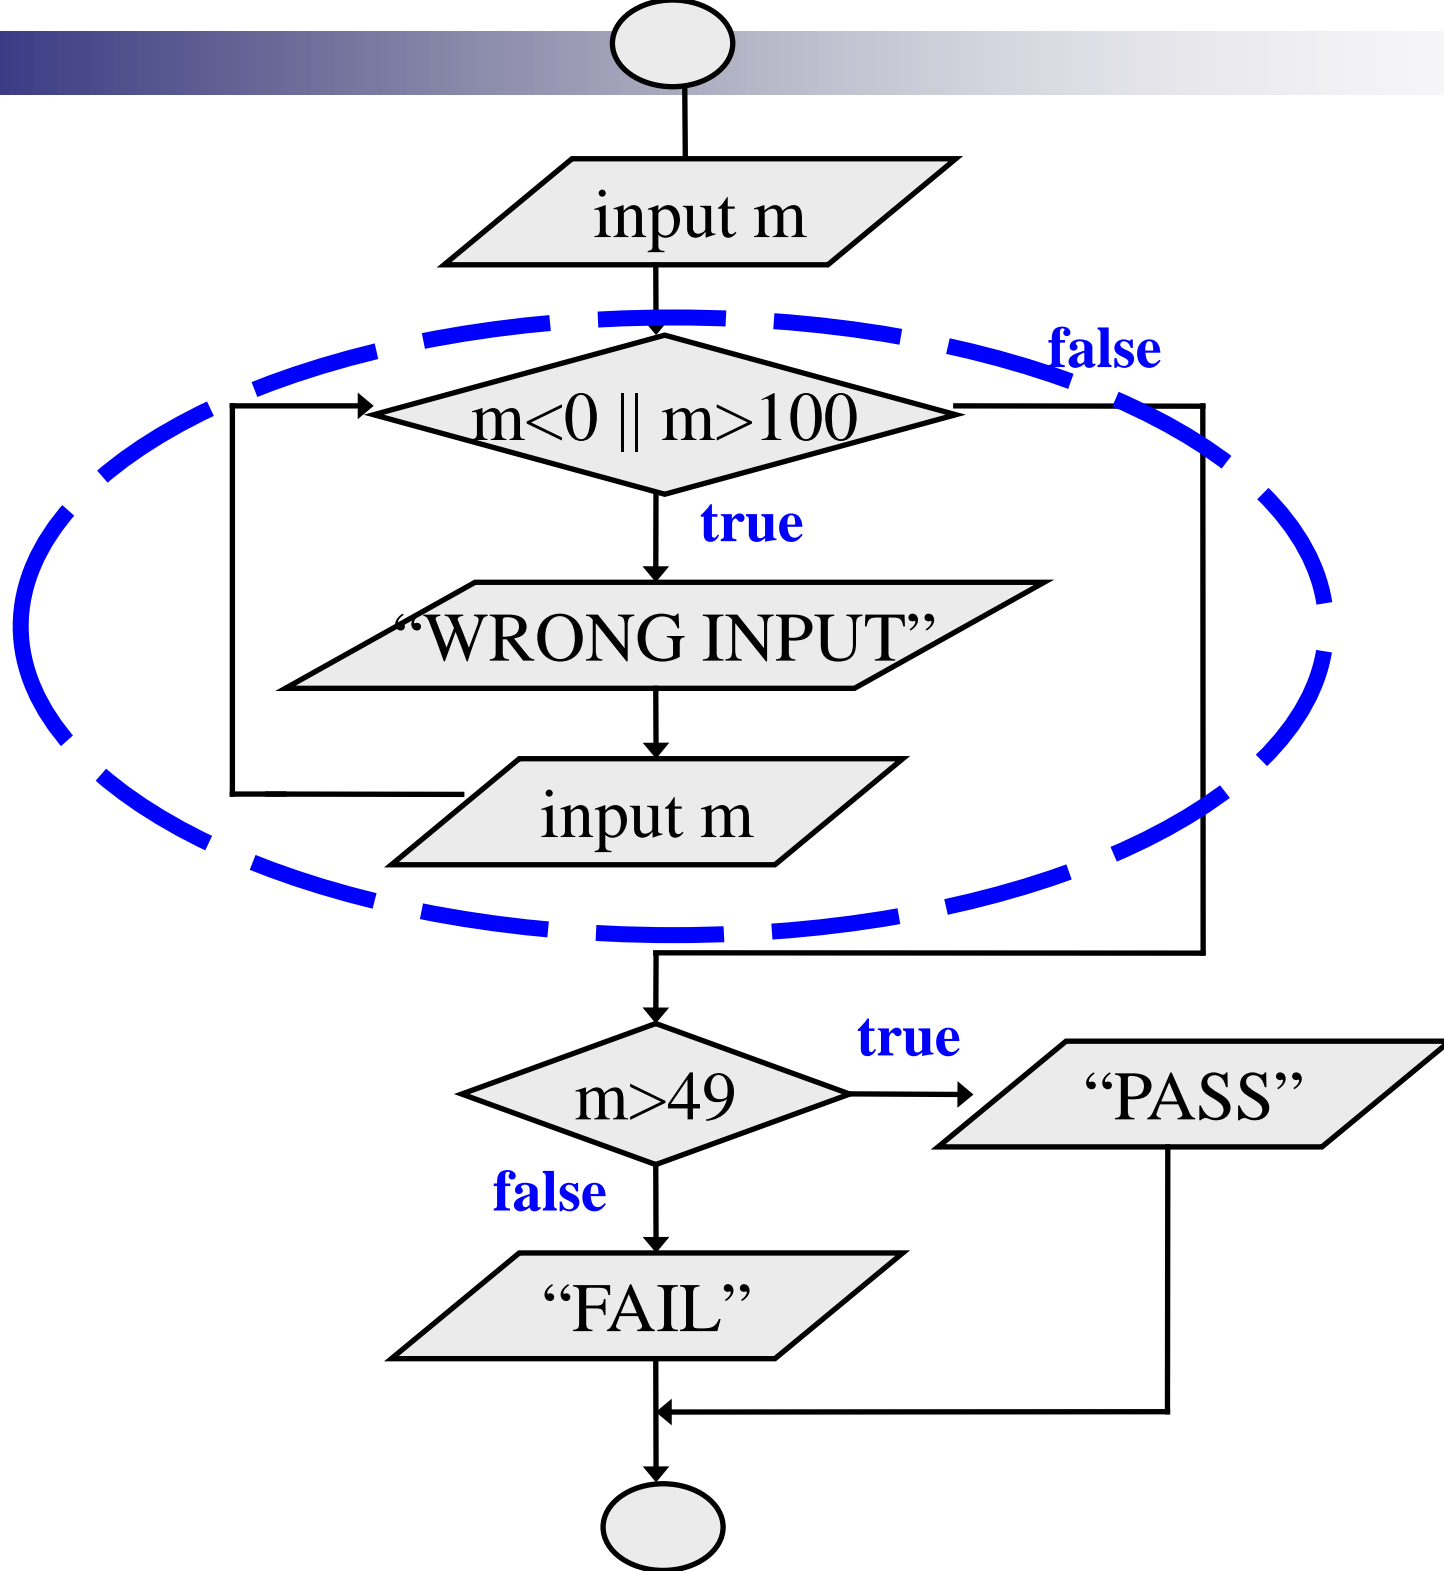 input m
false
m<0 || m>100
true
“WRONG INPUT”
input m
true
m>49
“PASS”
false
“FAIL”